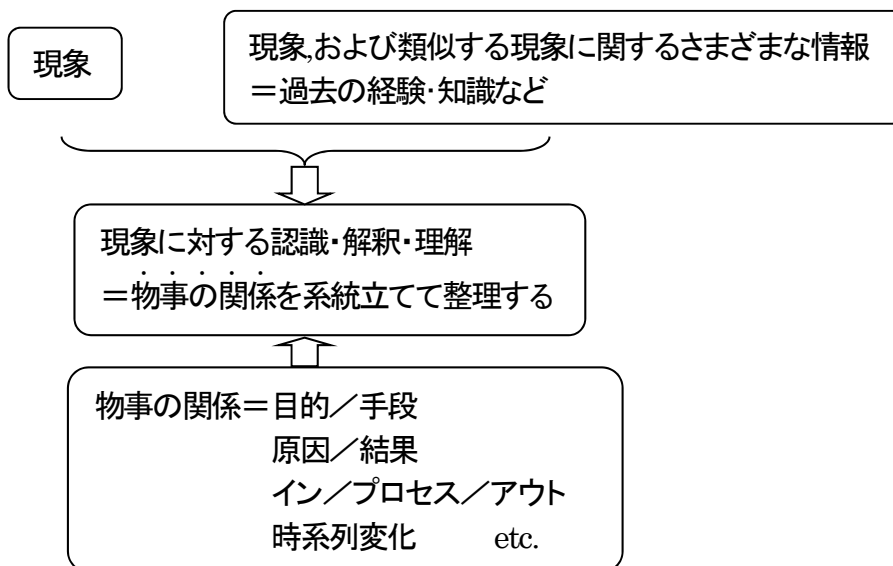 現象
現象,および類似する現象に関するさまざまな情報
＝過去の経験・知識など
現象に対する認識・解釈・理解
＝物事の関係を系統立てて整理する
物事の関係＝目的／手段
原因／結果
イン／プロセス／アウト
時系列変化 etc.